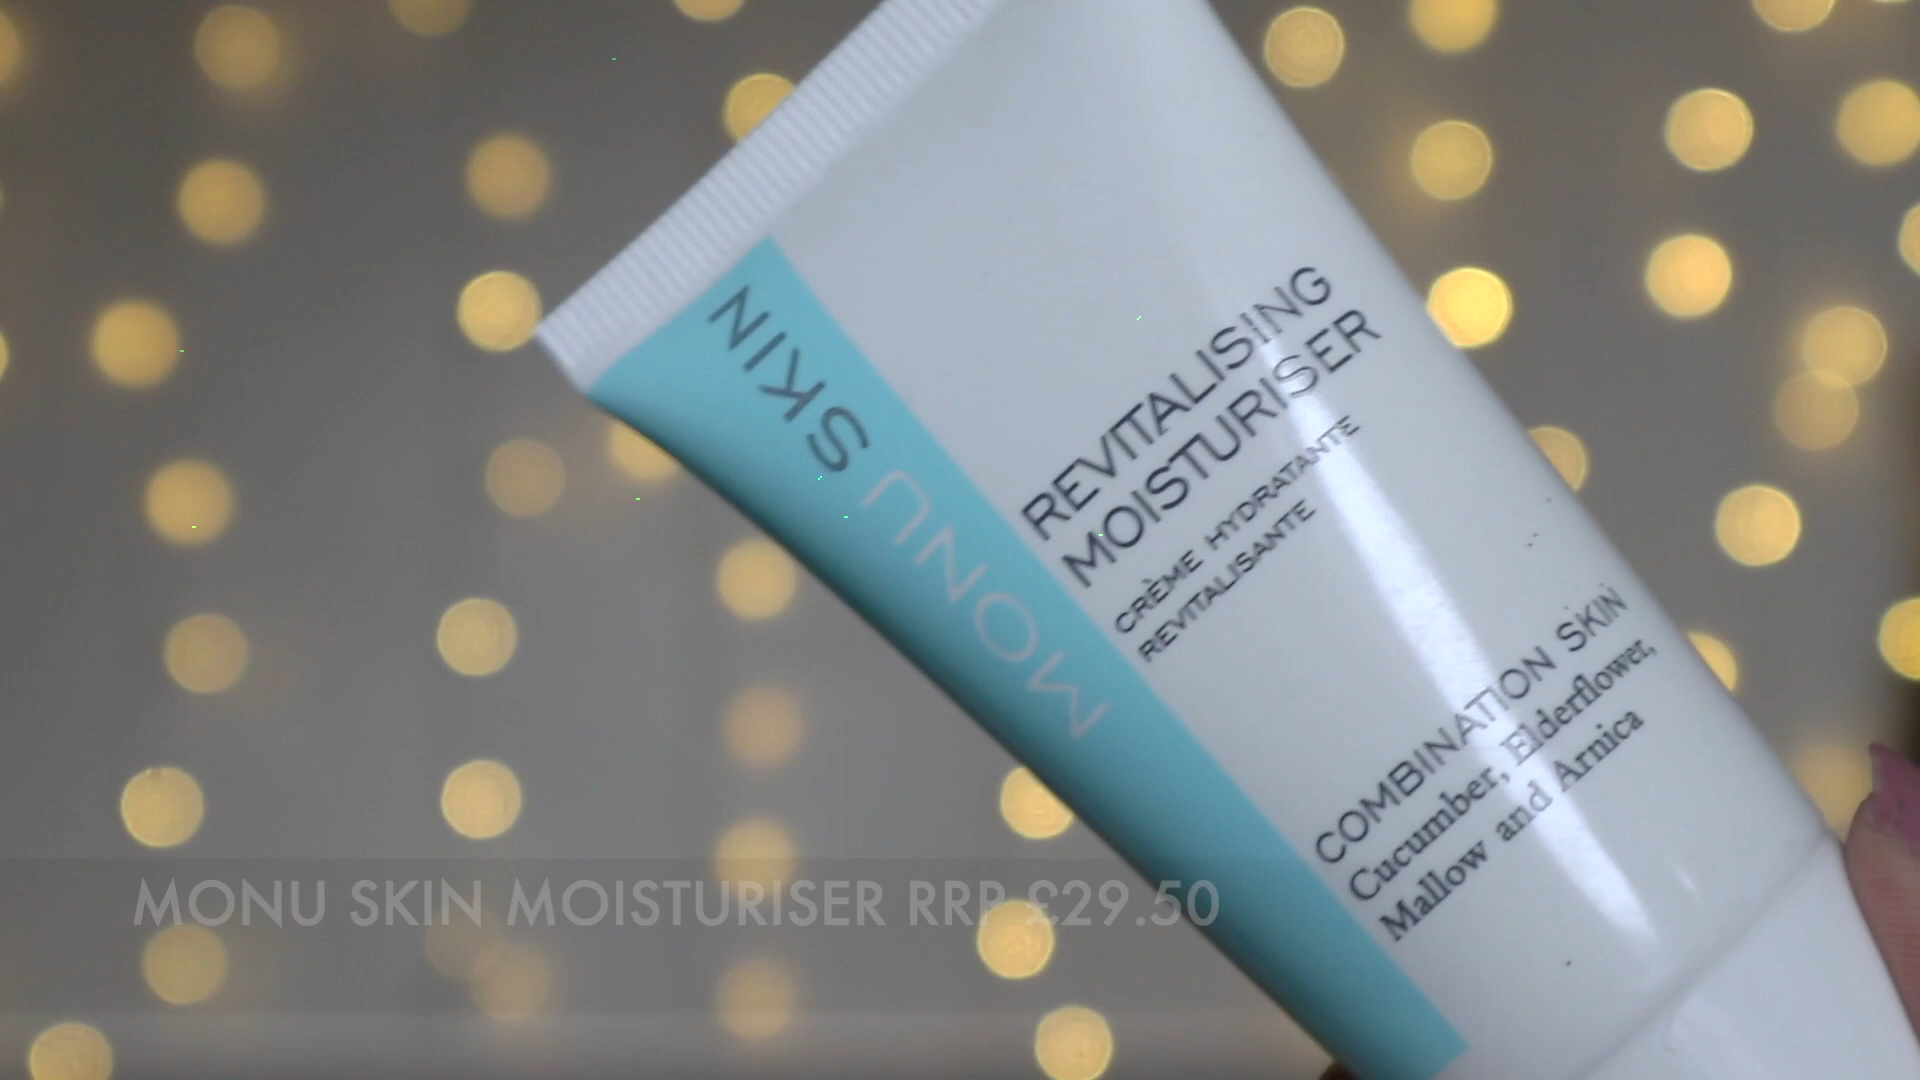 MONU SKIN
REVITALISING
MOISTURISER
CRÈME HYDRATANTE
REVITALISANTE
COMBINATION SKIN
Cucumber, Elderflower,
Mallow and Arnica
MONU SKIN MOISTURISER RRP £29.50